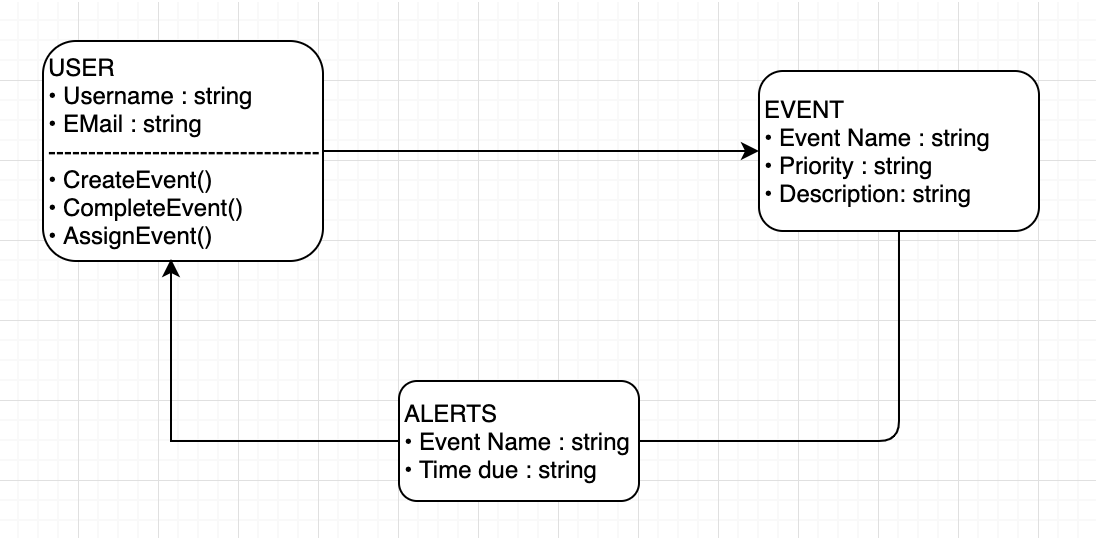 USER
• Username : string
• EMail : string
----------------------------------
• CreateEvent()
• CompleteEvent()
• AssignEvent()
EVENT
• Event Name : string
• Priority : string
• Description: string
ALERTS
• Event Name : string
• Time due : string